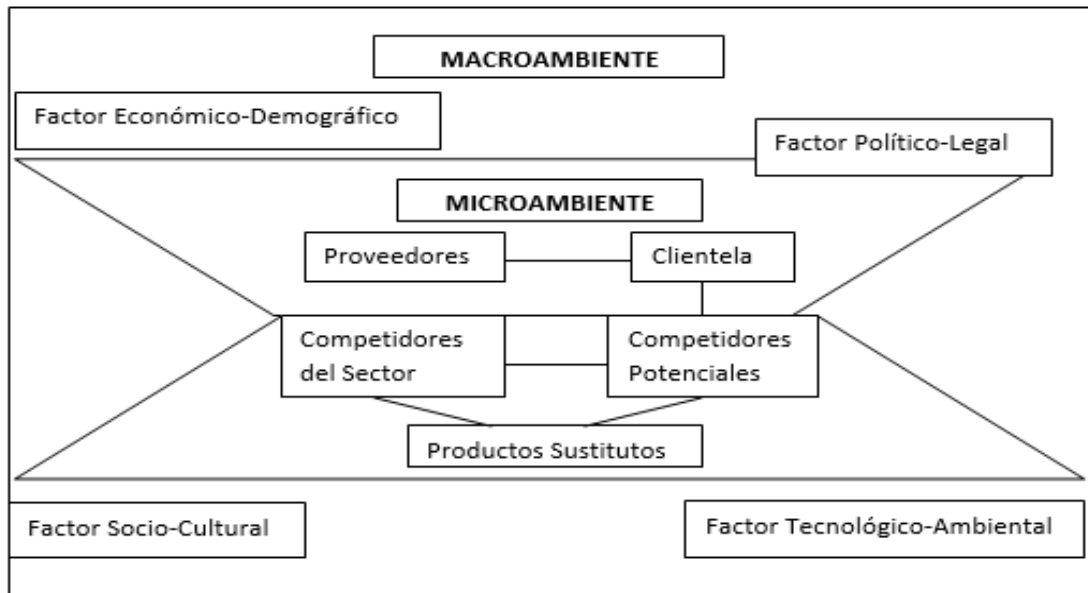 MACROAMBIENTE
Factor Económico-Demográfico
Factor Político-Legal
MICROAMBIENTE
Proveedores
Clientela
Competidores
del Sector
Competidores
Potenciales
Productos Sustitutos
Factor Socio-Cultural
Factor Tecnológico-Ambiental